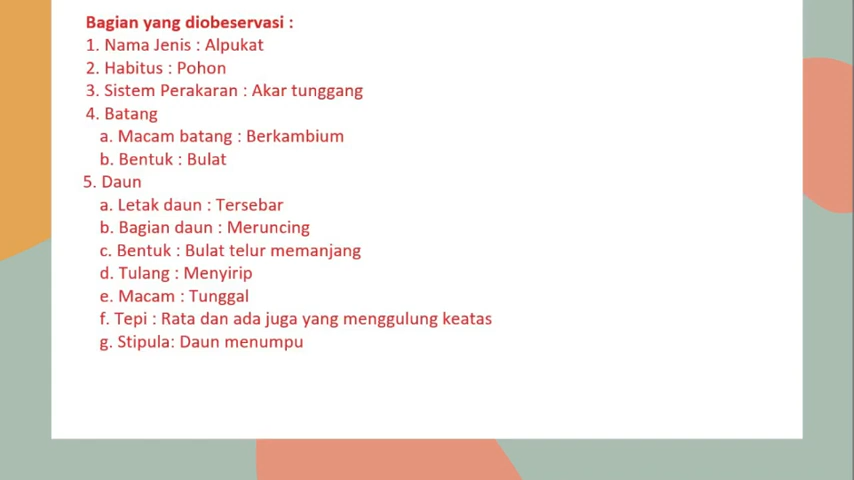 Bagian yang diobeservasi :
1. Nama Jenis : Alpukat
2. Habitus : Pohon
3. Sistem Perakaran : Akar tunggang
4. Batang
a. Macam batang : Berkambium
b. Bentuk : Bulat
5. Daun
a. Letak daun : Tersebar
b. Bagian daun : Meruncing
c. Bentuk : Bulat telur memanjang
d. Tulang : Menyirip
e. Macam : Tunggal
f. Tepi : Rata dan ada juga yang menggulung keatas
g. Stipula: Daun menumpu